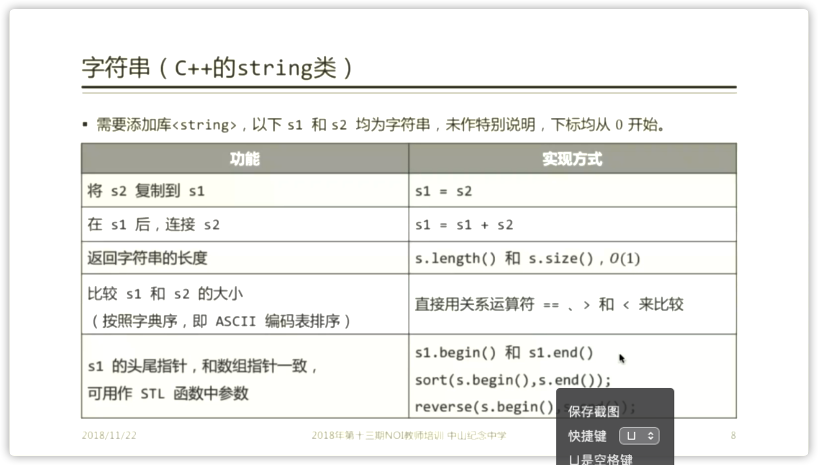 字符串（C++的string类）
▪ 需要添加库<string>，以下 s1 和 s2 均为字符串，未作特别说明，下标均从 0 开始。
功能 实现方式
将 s2 复制到 s1 s1 = s2
在 s1 后，连接 s2 s1 = s1 + s2
返回字符串的长度 s.length() 和 s.size()，O(1)
比较 s1 和 s2 的大小
（按照字典序，即 ASCII 编码表排序）
直接用关系运算符 == 、> 和 < 来比较
s1 的头尾指针，和数组指针一致，
可用作 STL 函数中参数
s1.begin() 和 s1.end()
sort(s.begin(),s.end());
reverse(s.begin(),s.end());
保存截图
快捷键
凵是空格键
2018/11/22 2018年第十三期NOI教师培训 中山纪念中学 8